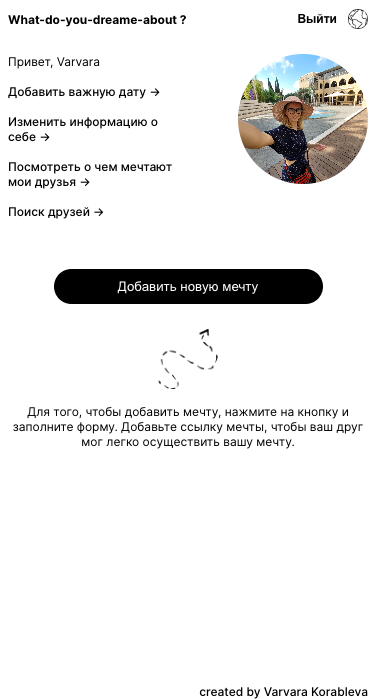 What-do-you-dreame-about ?
Выйти
Привет, Varvara
Добавить важную дату →
Изменить информацию о
себе →
Посмотреть о чем мечтают
мои друзья →
Поиск друзей →
Добавить новую мечту
Для того, чтобы добавить мечту, нажмите на кнопку и
заполните форму. Добавьте ссылку мечты, чтобы ваш друг
мог легко осуществить вашу мечту.
created by Varvara Korableva